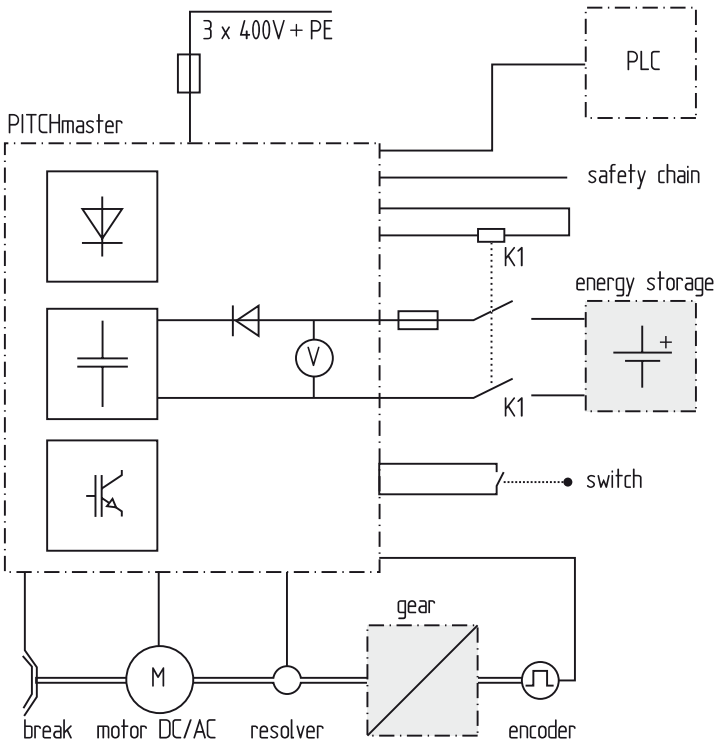 3 x 400V + PE
PLC
PITCHmaster
safety chain
K1
energy storage
+
V
K1
switch
gear
M
break
motor DC/AC
resolver
encoder